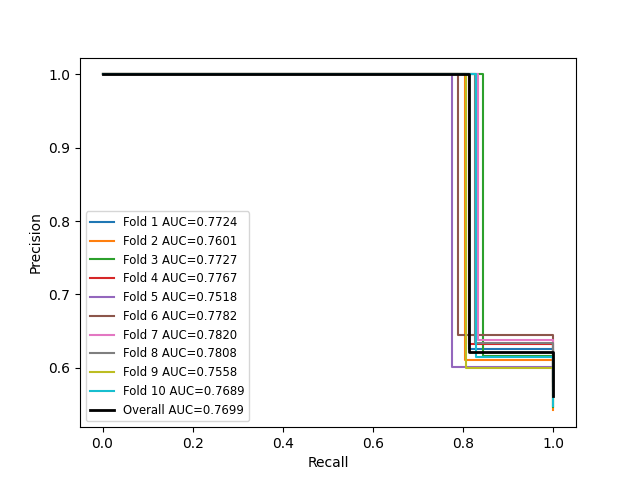 1.0
0.9
0.8
0.7
0.6
Precision
Fold 1 AUC=0.7724
Fold 2 AUC=0.7601
Fold 3 AUC=0.7727
Fold 4 AUC=0.7767
Fold 5 AUC=0.7518
Fold 6 AUC=0.7782
Fold 7 AUC=0.7820
Fold 8 AUC=0.7808
Fold 9 AUC=0.7558
Fold 10 AUC=0.7689
Overall AUC=0.7699
0.0 0.2 0.4 0.6 0.8 1.0
Recall